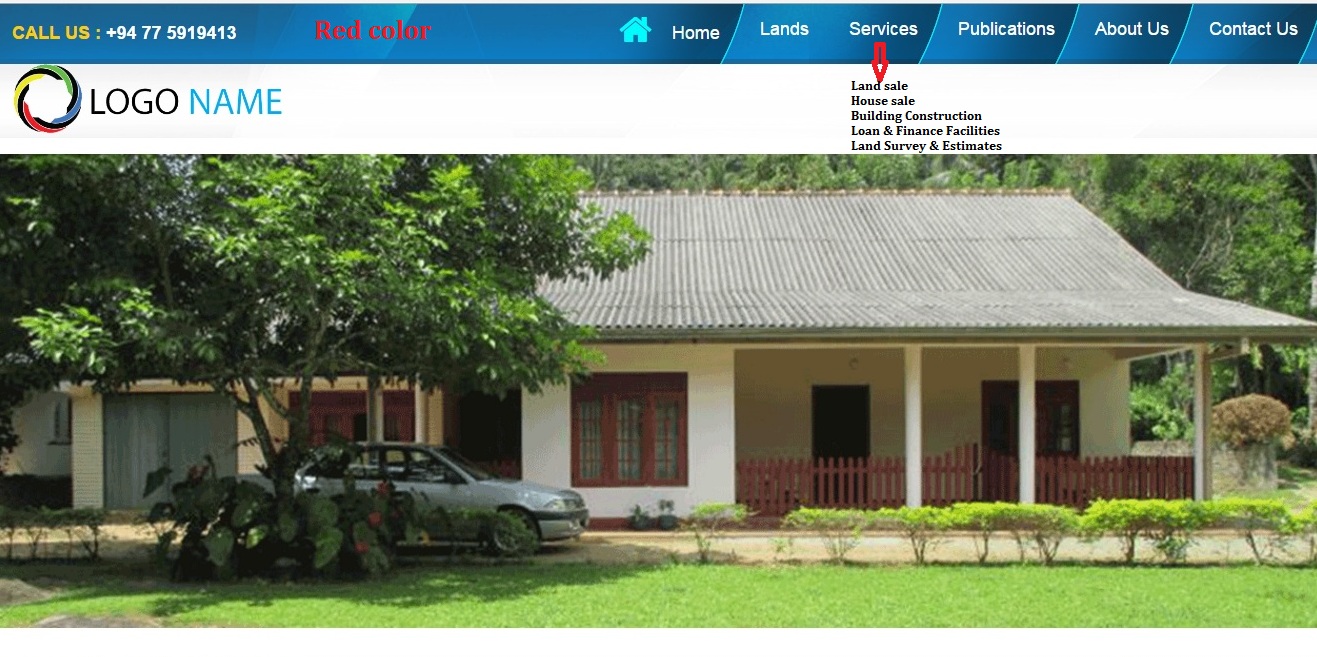 CALL US : +94 77 5919413
Red color
Home
Lands
Services
Publications
About Us
Contact Us
LOGO NAME
Land sale
House sale
Building Construction
Loan & Finance Facilities
Land Survey & Estimates